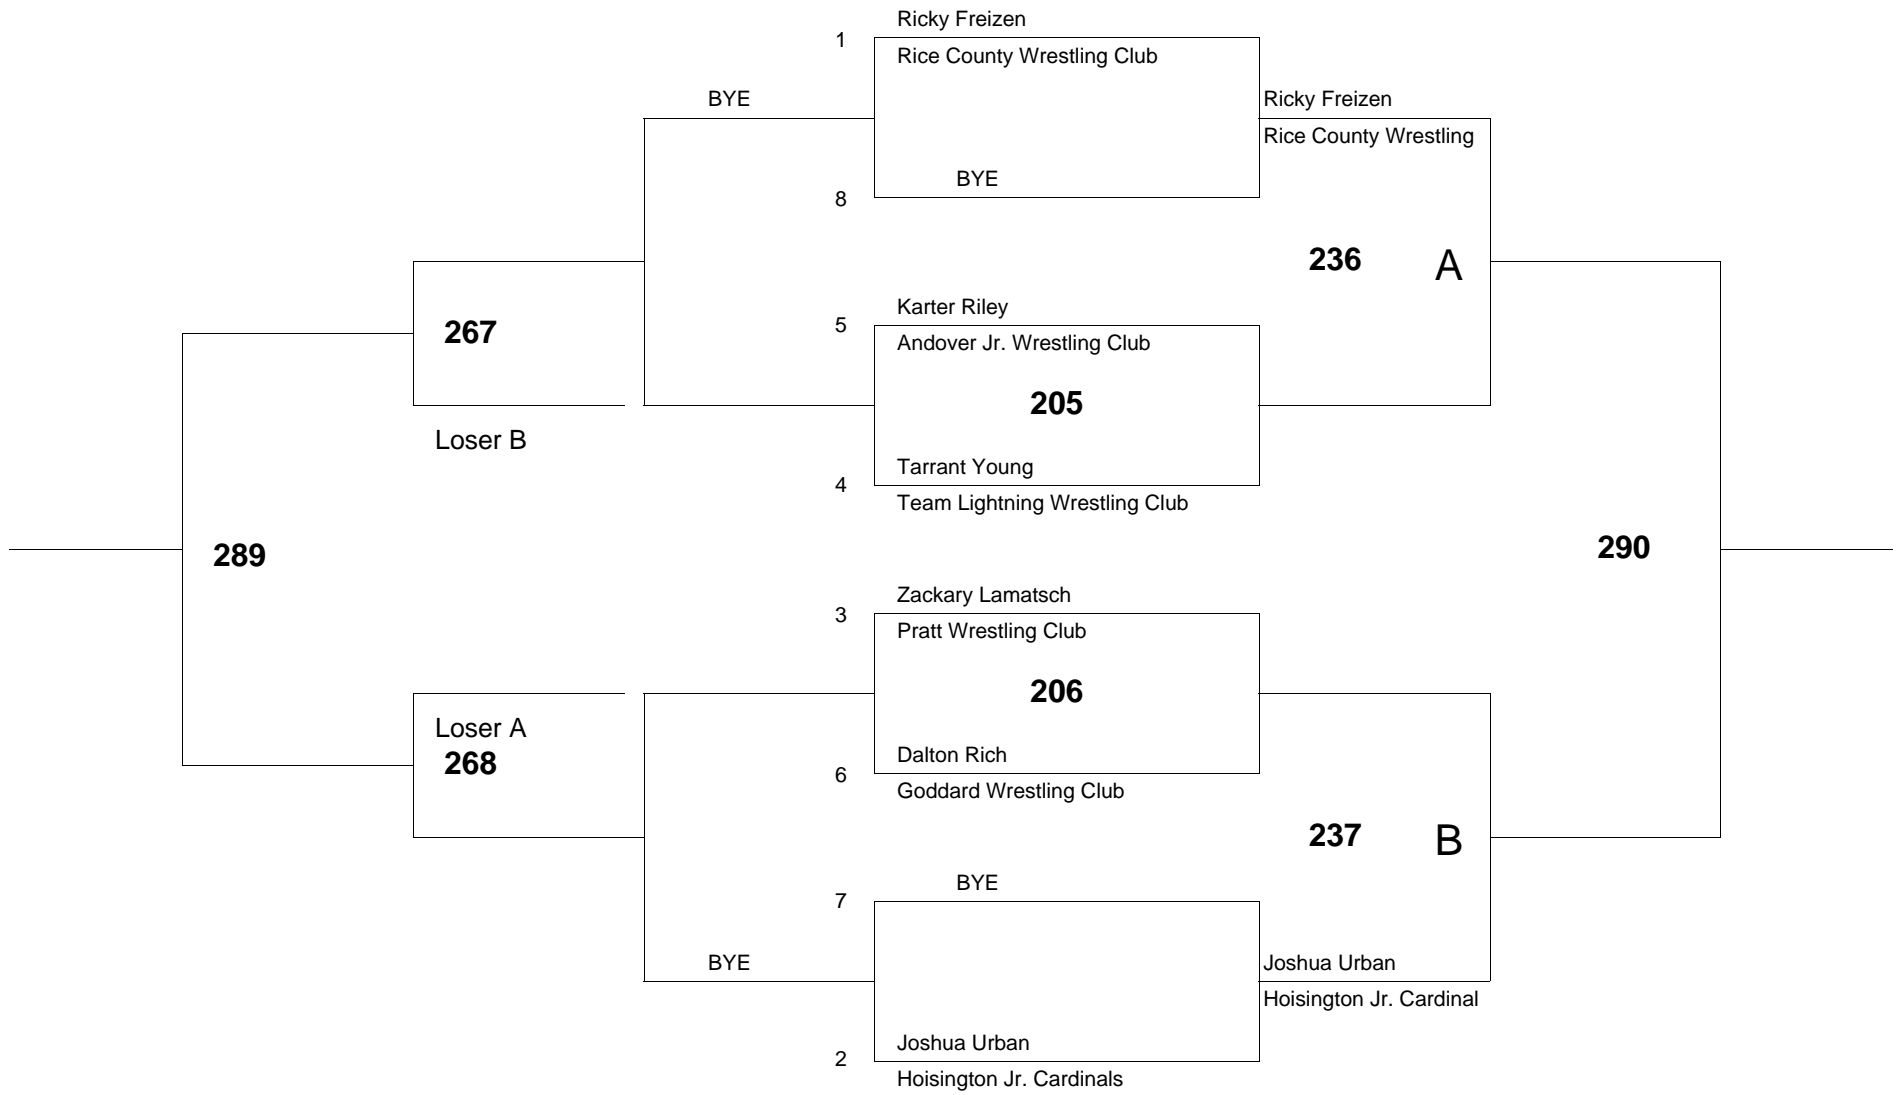 Ricky Freizen
1
Rice County Wrestling Club
BYE
Ricky Freizen
Rice County Wrestling
BYE
8
236
A
Karter Riley
5
267
Andover Jr. Wrestling Club
205
Loser B
Tarrant Young
4
Team Lightning Wrestling Club
289
290
Zackary Lamatsch
3
Pratt Wrestling Club
206
Loser A
268
Dalton Rich
6
Goddard Wrestling Club
237
B
BYE
7
BYE
Joshua Urban
Hoisington Jr. Cardinal
Joshua Urban
2
Hoisington Jr. Cardinals